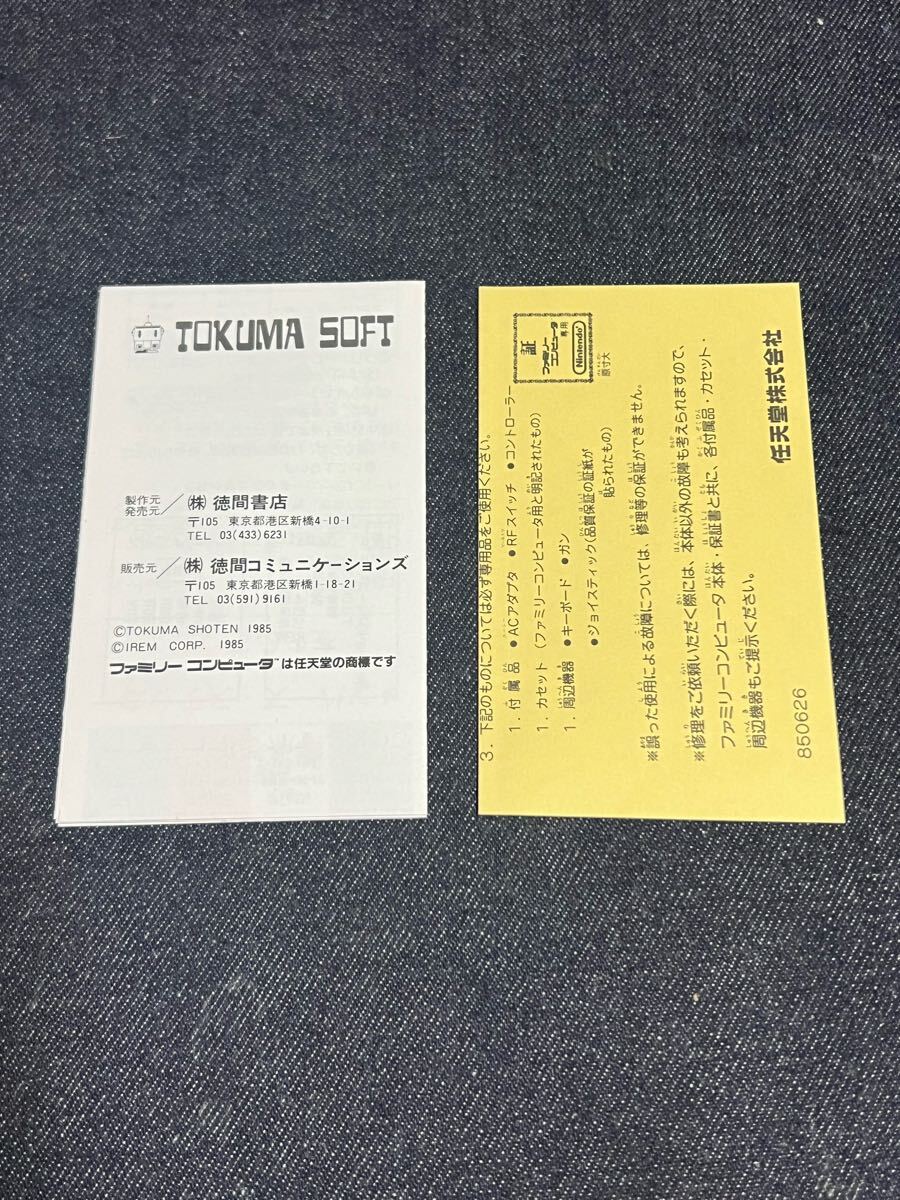 TOKUMA SOFT
製作元
発売元
㈱ 徳間書店
〒105 東京都港区新橋4-10-1
TEL 03(433)6231
販売元
㈱ 徳間コミュニケーションズ
〒105 東京都港区新橋1-18-21
TEL 03(591)9161
©TOKUMA SHOTEN 1985
©IREM CORP. 1985
ファミリー コンピュータ™は任天堂の商標です
3. 下記のものについては必ず専用品をご使用ください。
1. 付属品 ●ACアダプタ ●RFスイッチ ●コントローラー
1. カセット（ファミリーコンピュータ用と明記されたもの）
1. 周辺機器 ●キーボード ●ガン
●ジョイスティック(品質保証の証紙が
貼られたもの)
証
ファミリー
コンピュータ
専用
Nintendo
原寸大
※誤った使用による故障については、修理等の保証ができません。
※修理をご依頼いただく際には、本体以外の故障も考えられますので、
ファミリーコンピュータ本体・保証書と共に、各付属品・カセット・
周辺機器もご提示ください。
任天堂株式会社
850626